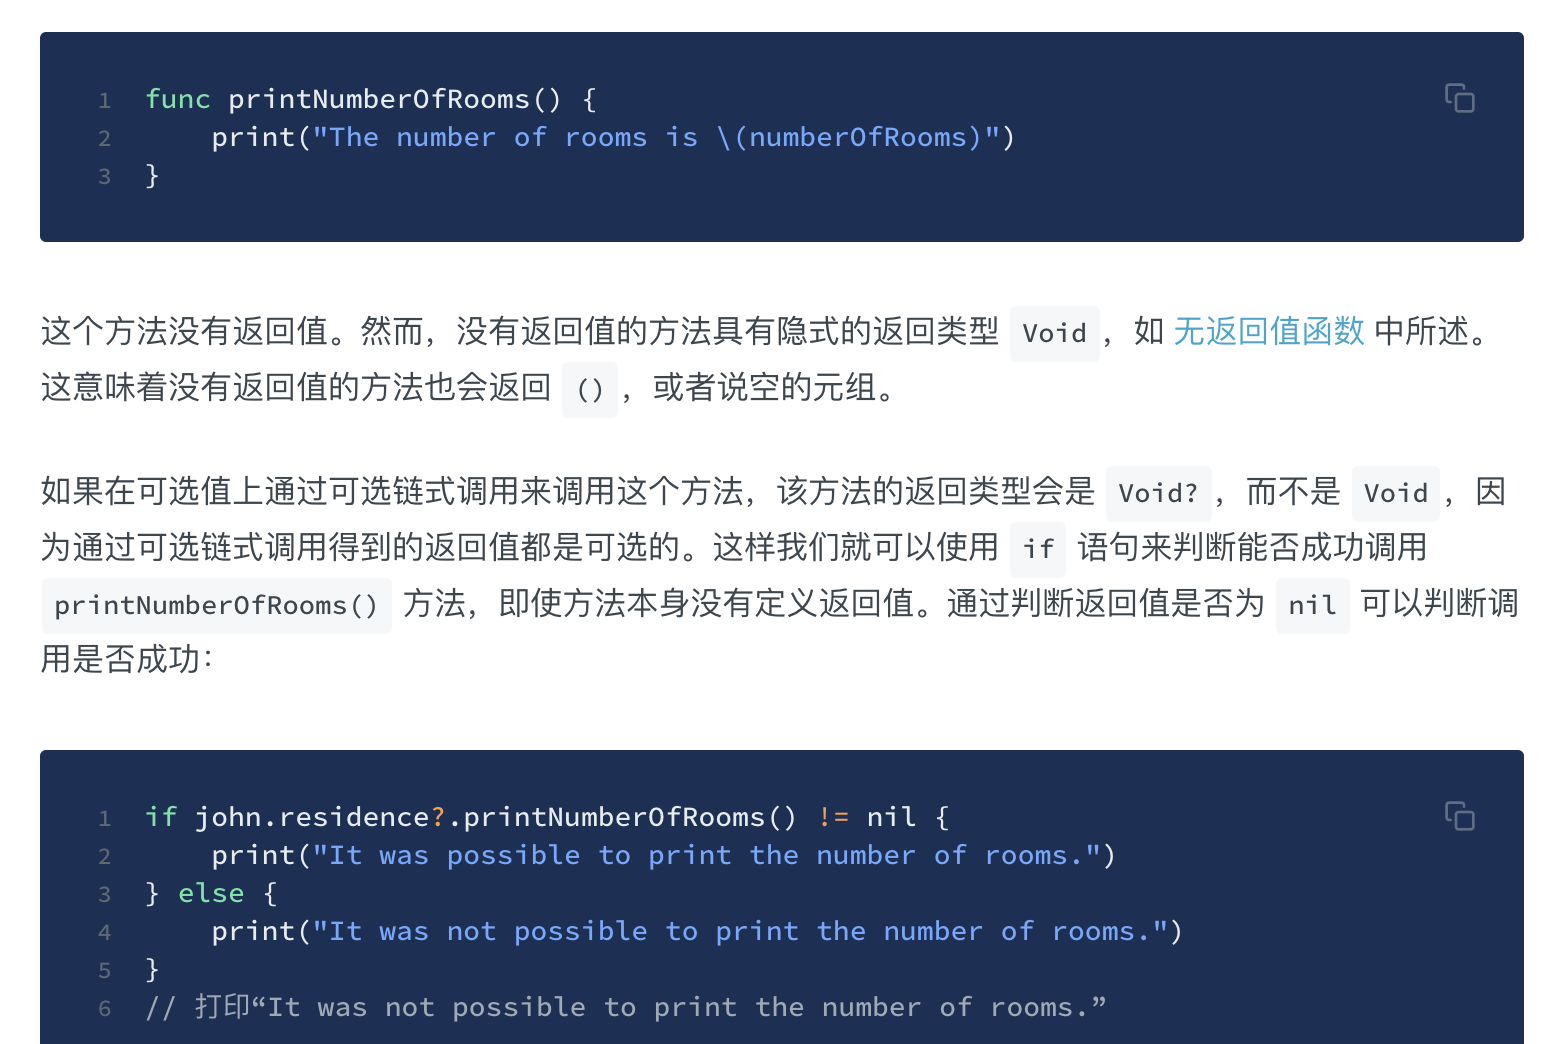 1 func printNumberOfRooms() {
2     print("The number of rooms is \(numberOfRooms)")
3 }
这个方法没有返回值。然而，没有返回值的方法具有隐式的返回类型 Void，如 无返回值函数 中所述。
这意味着没有返回值的方法也会返回 ()，或者说空的元组。
如果在可选值上通过可选链式调用来调用这个方法，该方法的返回类型会是 Void?，而不是 Void，因
为通过可选链式调用得到的返回值都是可选的。这样我们就可以使用 if 语句来判断能否成功调用
printNumberOfRooms() 方法，即使方法本身没有定义返回值。通过判断返回值是否为 nil 可以判断调
用是否成功：
1 if john.residence?.printNumberOfRooms() != nil {
2     print("It was possible to print the number of rooms.")
3 } else {
4     print("It was not possible to print the number of rooms.")
5 }
6 // 打印“It was not possible to print the number of rooms.”